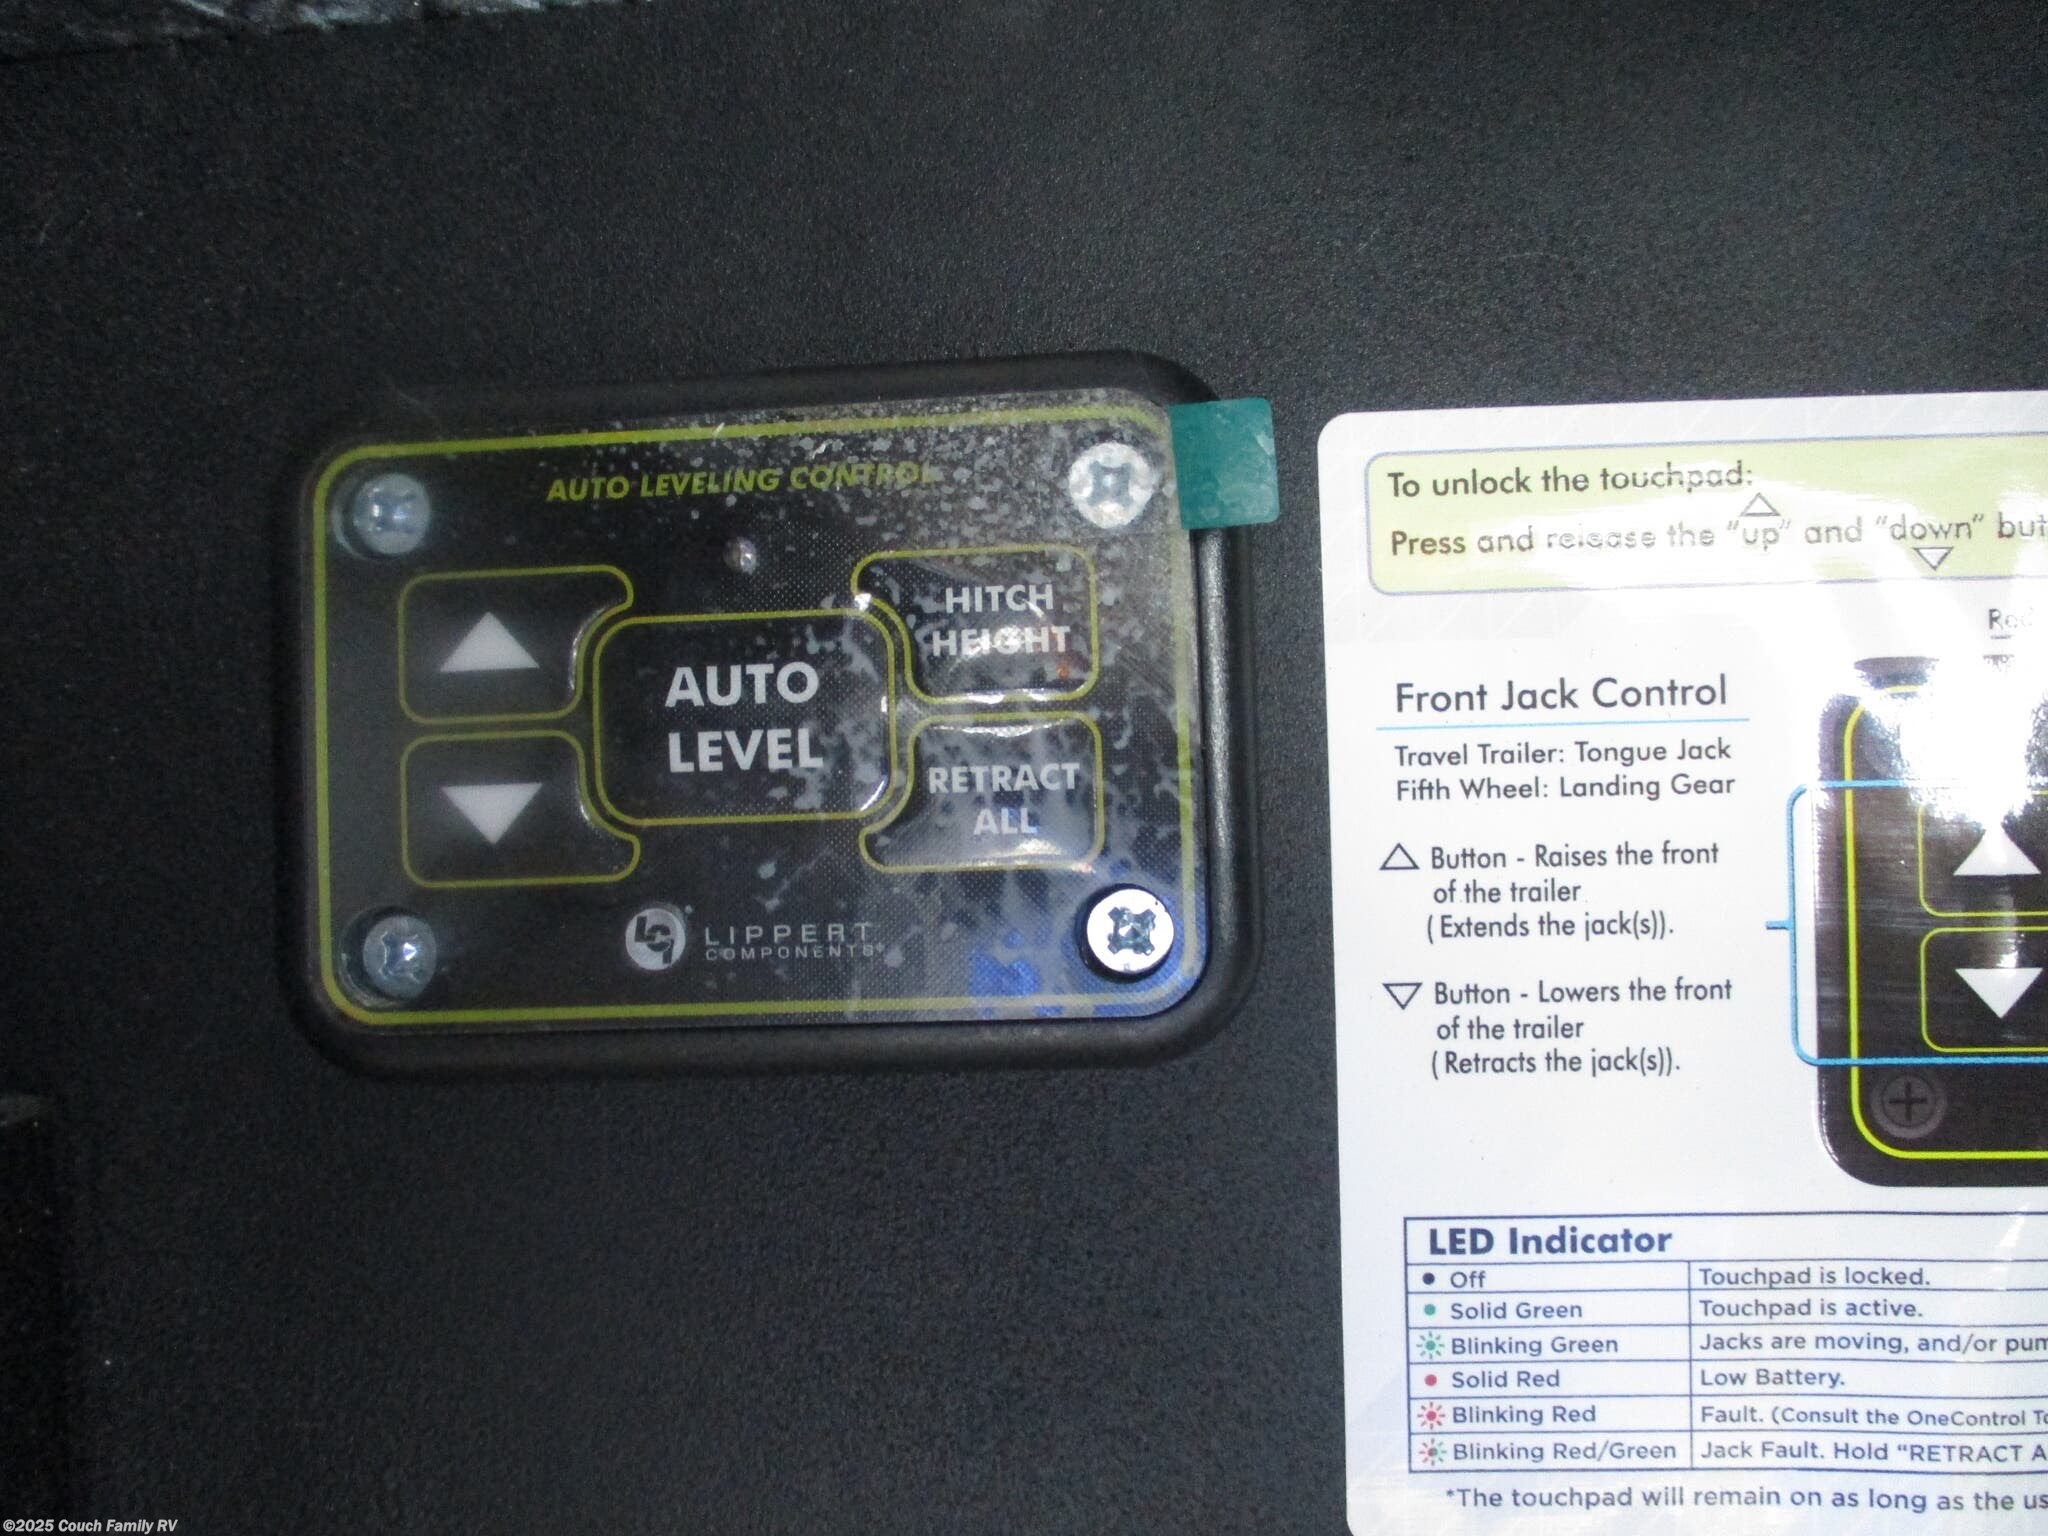 AUTO LEVELING CONTROL
HITCH
HEIGHT
AUTO
LEVEL
RETRACT
ALL
LCI
LIPPERT
COMPONENTS
To unlock the touchpad:
Press and release the "up" and "down" but
Front Jack Control
Travel Trailer: Tongue Jack
Fifth Wheel: Landing Gear
Button - Raises the front
of the trailer
(Extends the jack(s)).
Button - Lowers the front
of the trailer
(Retracts the jack(s)).
LED Indicator
Off Touchpad is locked.
Solid Green Touchpad is active.
Blinking Green Jacks are moving, and/or pum
Solid Red Low Battery.
Blinking Red Fault. (Consult the OneControl To
Blinking Red/Green Jack Fault. Hold "RETRACT A
*The touchpad will remain on as long as the us
©2025 Couch Family RV